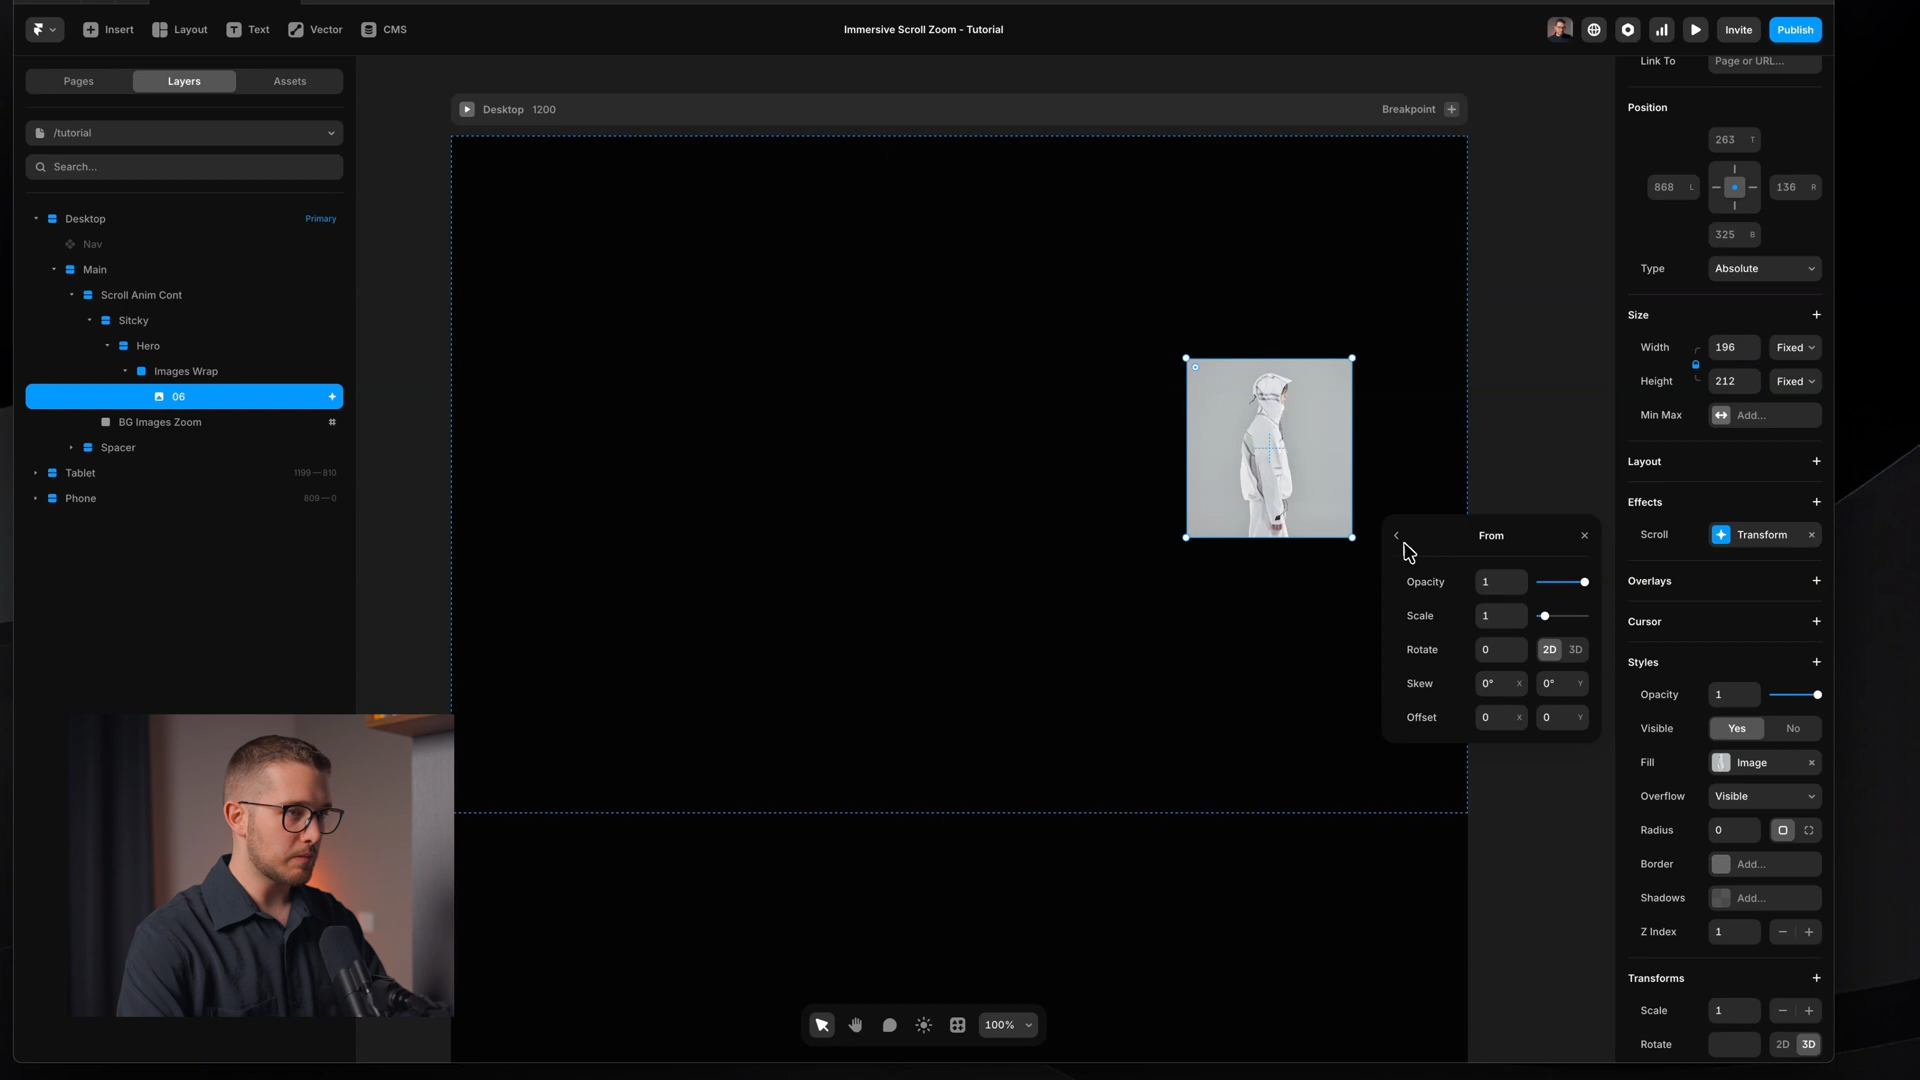 Insert
Layout
Text
Vector
CMS
Immersive Scroll Zoom - Tutorial
Invite
Publish
Pages
Layers
Assets
/tutorial
Search...
Desktop
Primary
Nav
Main
Scroll Anim Cont
Sitcky
Hero
Images Wrap
06
BG Images Zoom
Spacer
Tablet
1199 — 810
Phone
809 — 0
Desktop 1200
Breakpoint
From
Opacity 1
Scale 1
Rotate 0 2D 3D
Skew 0° X 0° Y
Offset 0 X 0 Y
100%
Link To Page or URL...
Position
263 T
868 L
136 R
325 B
Type Absolute
Size
Width 196 Fixed
Height 212 Fixed
Min Max Add...
Layout
Effects
Scroll Transform
Overlays
Cursor
Styles
Opacity 1
Visible Yes No
Fill Image
Overflow Visible
Radius 0
Border Add...
Shadows Add...
Z Index 1
Transforms
Scale 1
Rotate 2D 3D